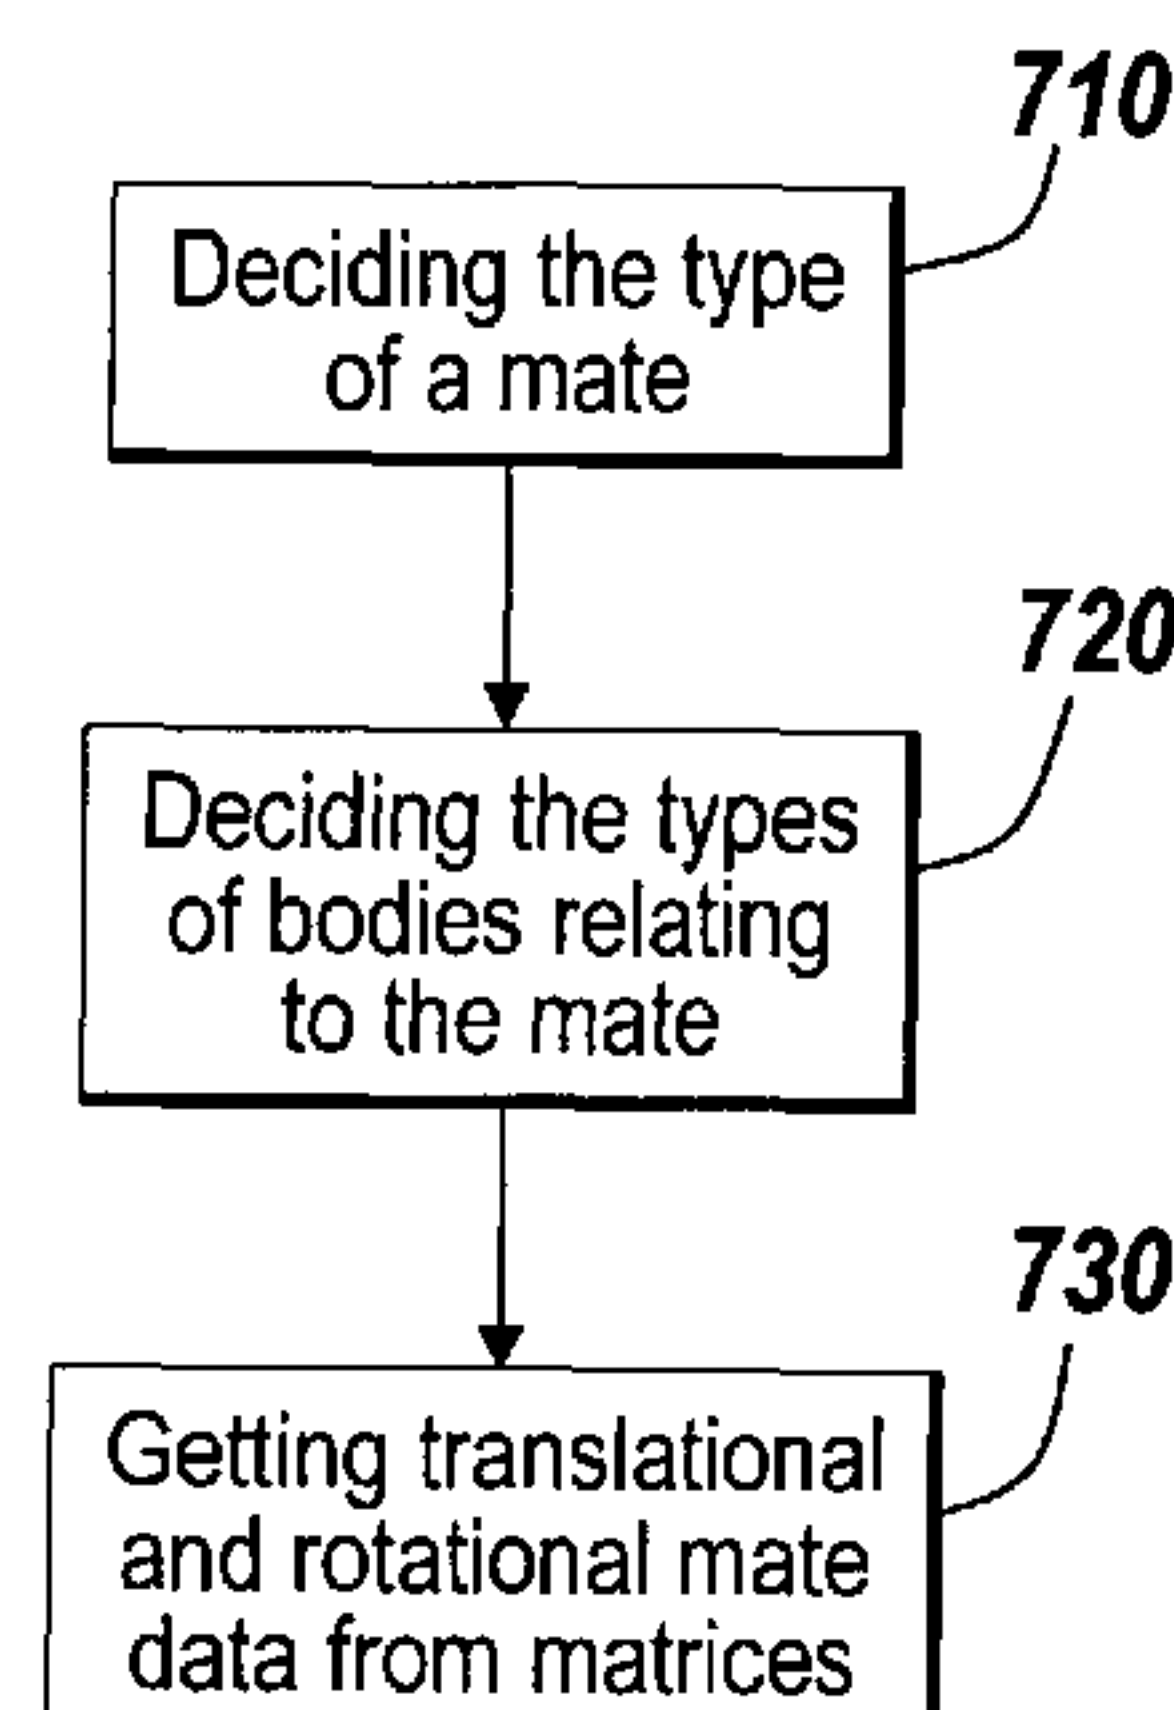 710
Deciding the type
of a mate
720
Deciding the types
of bodies relating
to the mate
730
Getting translational
and rotational mate
data from matrices